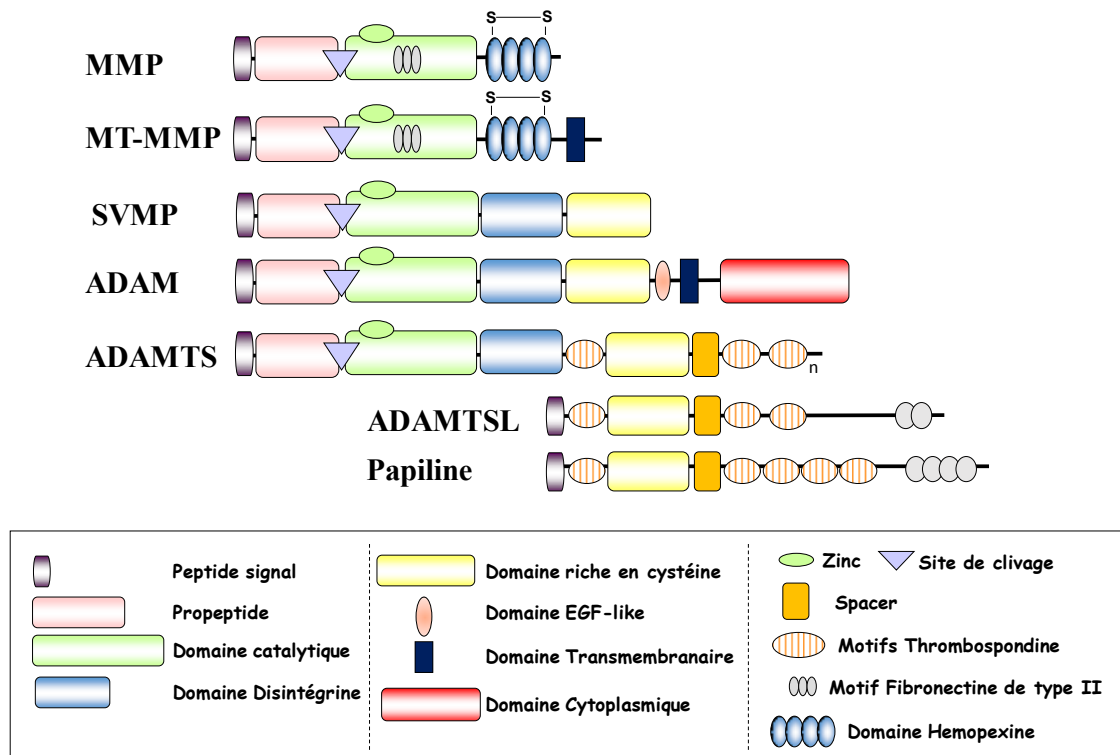 S S
MMP
S S
MT-MMP
SVMP
ADAM
ADAMTS
n
ADAMTSL
Papiline
Peptide signal
Propeptide
Domaine catalytique
Domaine Disintégrine
Domaine riche en cystéine
Domaine EGF-like
Domaine Transmembranaire
Domaine Cytoplasmique
Zinc Site de clivage
Spacer
Motifs Thrombospondine
Motif Fibronectine de type II
Domaine Hemopexine